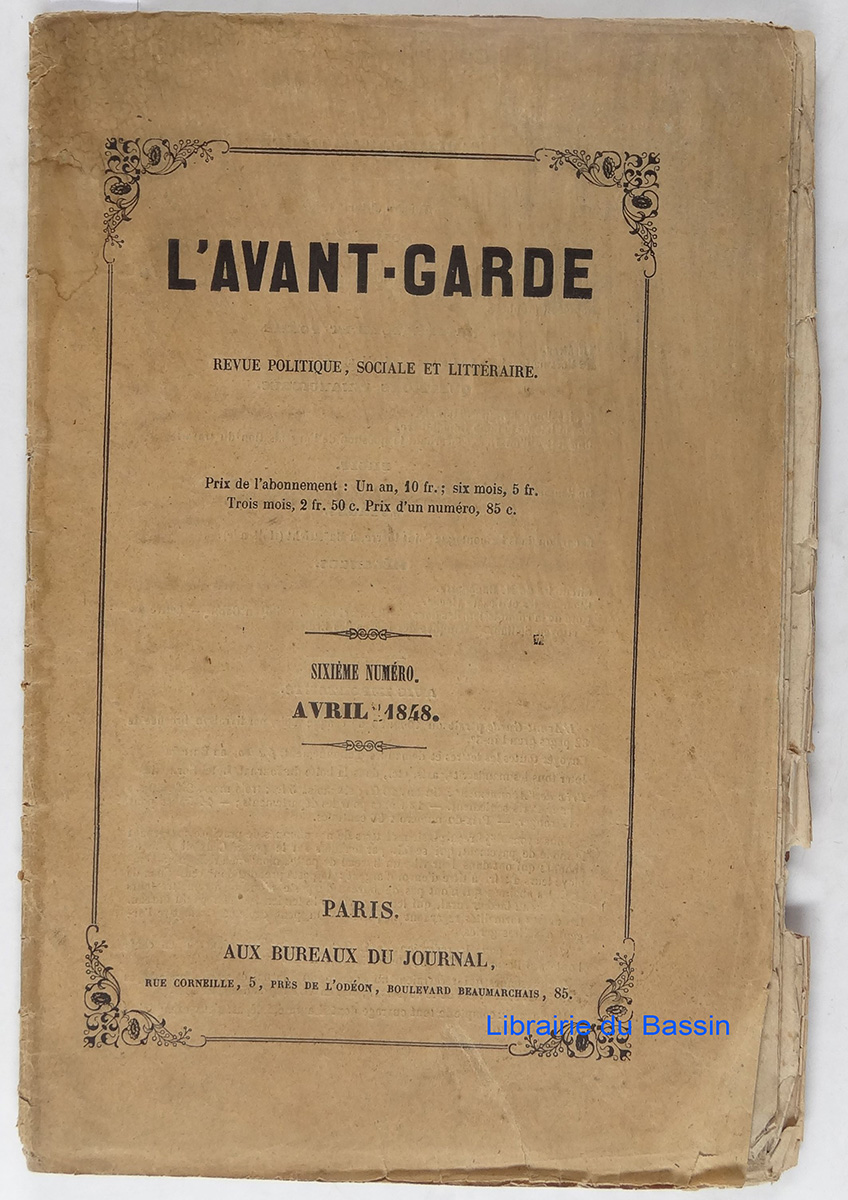 L'AVANT-GARDE
REVUE POLITIQUE, SOCIALE ET LITTÉRAIRE.
Prix de l'abonnement : Un an, 10 fr.; six mois, 5 fr.
Trois mois, 2 fr. 50 c. Prix d'un numéro, 85 c.
SIXIÈME NUMÉRO.
AVRIL 1848.
PARIS.
AUX BUREAUX DU JOURNAL,
RUE CORNEILLE, 5, PRÈS DE L'ODÉON, BOULEVARD BEAUMARCHAIS, 85.
Librairie du Bassin